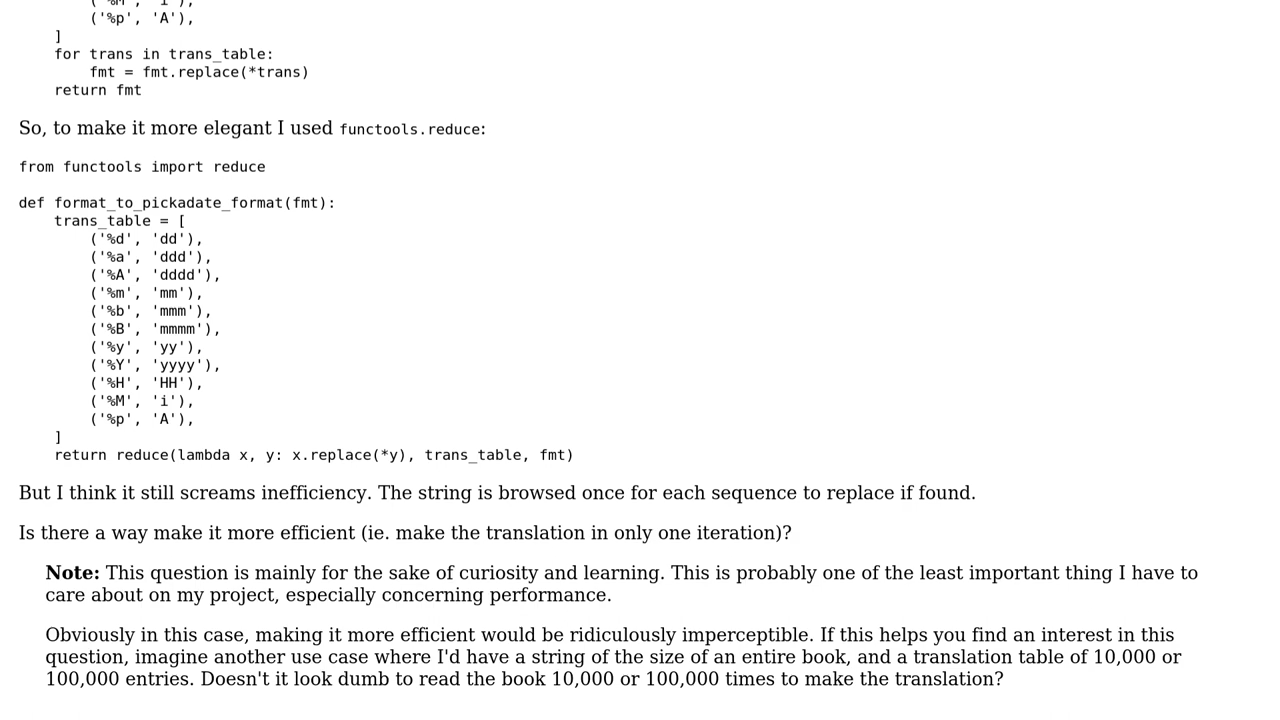 ('%M', 'i'),
('%p', 'A'),
]
for trans in trans_table:
fmt = fmt.replace(*trans)
return fmt
So, to make it more elegant I used functools.reduce:
from functools import reduce
def format_to_pickadate_format(fmt):
trans_table = [
('%d', 'dd'),
('%a', 'ddd'),
('%A', 'dddd'),
('%m', 'mm'),
('%b', 'mmm'),
('%B', 'mmmm'),
('%y', 'yy'),
('%Y', 'yyyy'),
('%H', 'HH'),
('%M', 'i'),
('%p', 'A'),
]
return reduce(lambda x, y: x.replace(*y), trans_table, fmt)
But I think it still screams inefficiency. The string is browsed once for each sequence to replace if found.
Is there a way make it more efficient (ie. make the translation in only one iteration)?
Note: This question is mainly for the sake of curiosity and learning. This is probably one of the least important thing I have to
care about on my project, especially concerning performance.
Obviously in this case, making it more efficient would be ridiculously imperceptible. If this helps you find an interest in this
question, imagine another use case where I'd have a string of the size of an entire book, and a translation table of 10,000 or
100,000 entries. Doesn't it look dumb to read the book 10,000 or 100,000 times to make the translation?